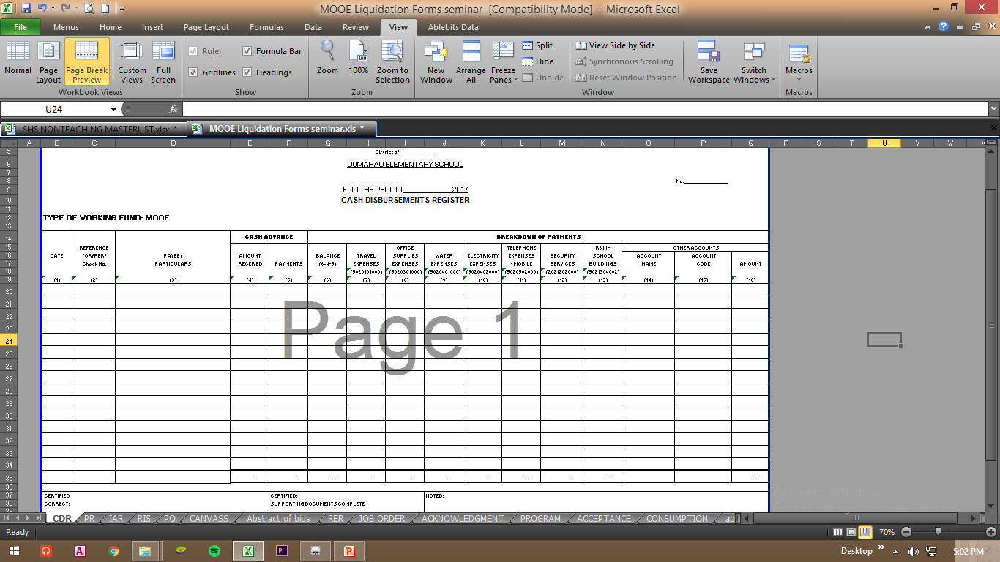 MOOE Liquidation Forms seminar [Compatibility Mode] - Microsoft Excel
File Menus Home Insert Page Layout Formulas Data Review View Ablebits Data
Normal Page Layout Page Break Preview Custom Views Full Screen
Workbook Views
Ruler Formula Bar
Gridlines Headings
Show
Zoom 100% Zoom to Selection
Zoom
New Window Arrange All Freeze Panes
Split View Side by Side
Hide Synchronous Scrolling
Unhide Reset Window Position
Window
Save Workspace Switch Windows
Macros
Macros
U24 fx
SHS NONTEACHING MASTERLIST.xlsx * MOOE Liquidation Forms seminar.xls *
A B C D E F G H I J K L M N O P Q R S T U V W X
5 District of ____________
6 DUMARAO ELEMENTARY SCHOOL
7
8 No. ______________
9 FOR THE PERIOD ____________ 2017
10 CASH DISBURSEMENTS REGISTER
11
12 TYPE OF WORKING FUND: MOOE
13
14 CASH ADVANCE BREAKDOWN OF PAYMENTS
15 REFERENCE OFFICE TELEPHONE R&M - OTHER ACCOUNTS
16 DATE (OR/RER/ PAYEE/ AMOUNT BALANCE TRAVEL SUPPLIES WATER ELECTRICITY EXPENSES SECURITY SCHOOL ACCOUNT ACCOUNT
17 Check No. PARTICULARS RECEIVED PAYMENTS (6-4-5) EXPENSES EXPENSES EXPENSES EXPENSES - MOBILE SERVICES BUILDINGS NAME CODE AMOUNT
18 (5020101000) (5020301000) (5020401000) (5020402000) (5020502000) (2021202000) (5021304002)
19 (1) (2) (3) (4) (5) (6) (7) (8) (9) (10) (11) (12) (13) (14) (15) (16)
20
21
22
23
24
25
26
27
28
29
30
31
32
33
34
35 - - - - - - - - - - -
36
37 CERTIFIED CERTIFIED: NOTED:
38 CORRECT: SUPPORTING DOCUMENTS COMPLETE
39
Page 1
Activate Windows
Go to PC settings to activate Windows.
CDR PR IAR RIS PO CANVASS Abstract of bids RER JOB ORDER ACKNOWLEDGMENT PROGRAM ACCEPTANCE CONSUMPTION ap
Ready 70%
Desktop 5:02 PM